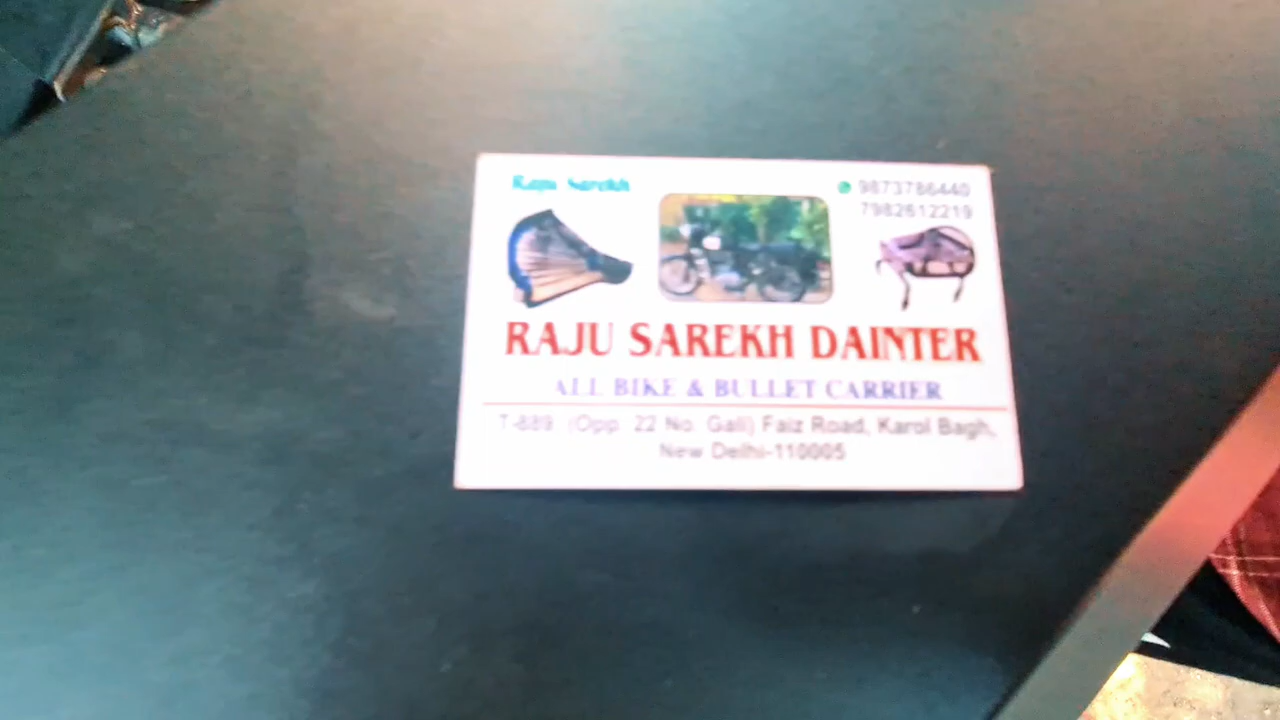 Raju Sarekh
9873786440
7982612219
RAJU SAREKH DAINTER
ALL BIKE & BULLET CARRIER
T-889, (Opp. 22 No. Gali) Faiz Road, Karol Bagh,
New Delhi-110005